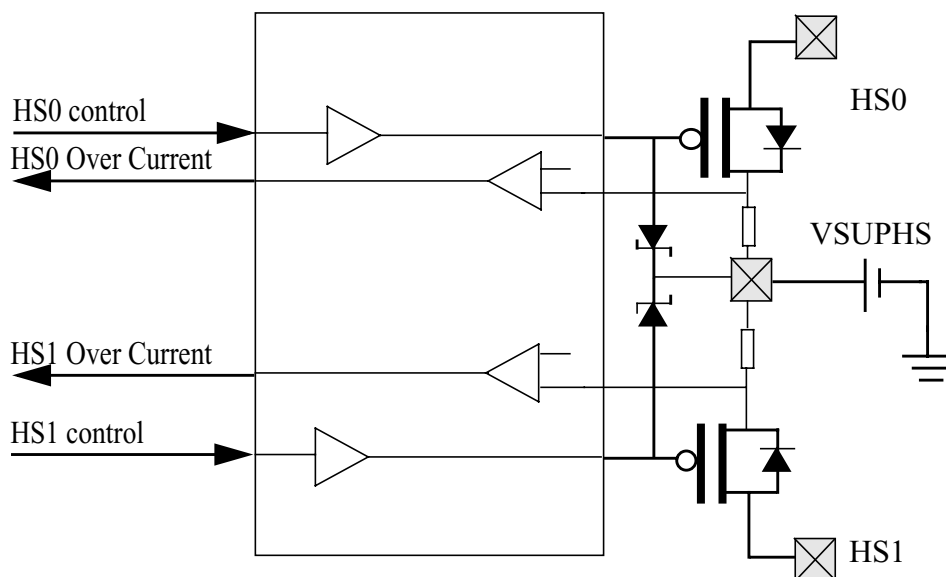 HS0
HS0 control
HS0 Over Current
VSUPHS
HS1 Over Current
HS1 control
HS1